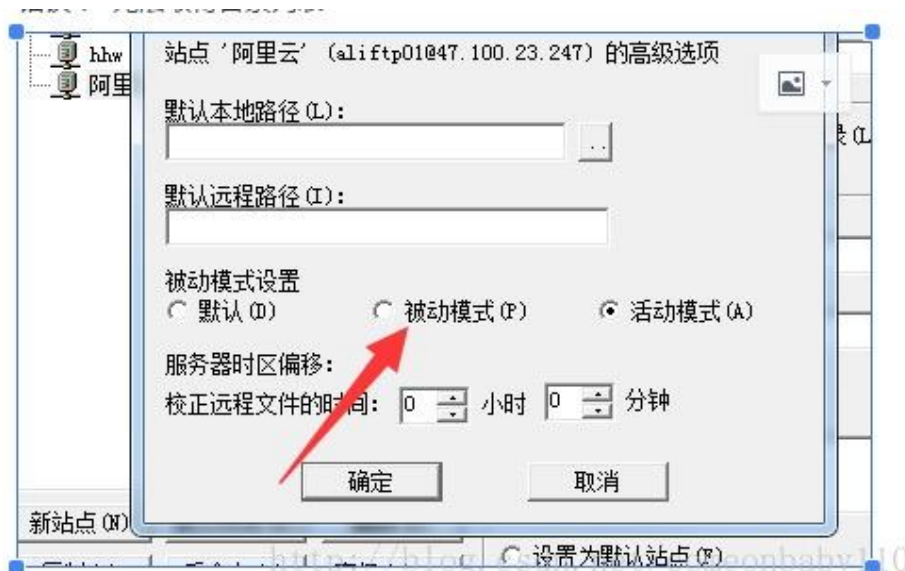 hhw
阿里
站点 '阿里云' (aliftp01@47.100.23.247) 的高级选项
默认本地路径(L):
..
录(L
默认远程路径(I):
被动模式设置
默认(D)
被动模式(P)
活动模式(A)
服务器时区偏移:
校正远程文件的时间: 0 小时 0 分钟
确定
取消
新站点(N)
设置为默认站点(F)